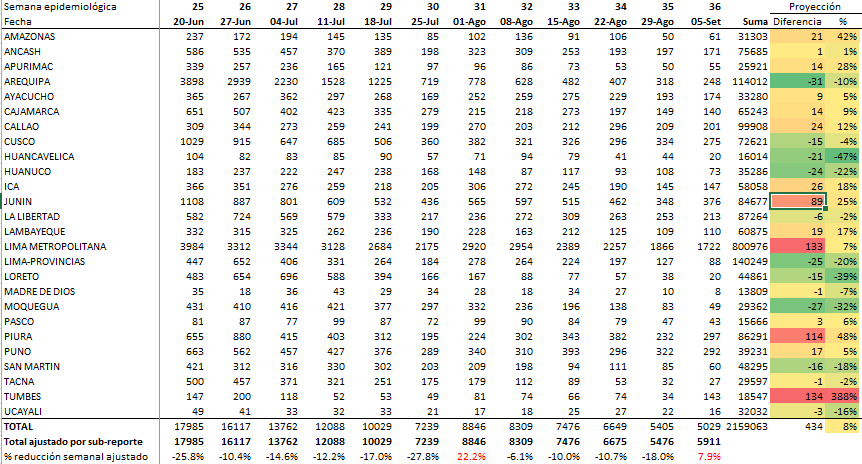 Semana epidemiológica 25 26 27 28 29 30 31 32 33 34 35 36 Proyección
Fecha 20-Jun 27-Jun 04-Jul 11-Jul 18-Jul 25-Jul 01-Ago 08-Ago 15-Ago 22-Ago 29-Ago 05-Set Suma Diferencia %
AMAZONAS 237 172 194 145 135 85 102 136 91 106 50 61 31303 21 42%
ANCASH 586 535 457 370 389 198 323 309 253 193 197 171 75685 1 1%
APURIMAC 339 257 236 165 121 97 96 86 73 53 50 55 25921 14 28%
AREQUIPA 3898 2939 2230 1528 1225 719 778 628 482 407 318 248 114012 -31 -10%
AYACUCHO 365 267 362 297 268 169 252 259 275 229 193 174 33280 9 5%
CAJAMARCA 651 507 402 423 335 279 215 218 273 197 149 140 65243 14 9%
CALLAO 309 344 273 259 241 199 270 203 212 296 209 201 99908 24 12%
CUSCO 1029 915 647 685 506 360 382 321 326 296 334 275 72621 -15 -4%
HUANCAVELICA 104 82 83 85 90 57 71 94 79 41 44 20 16014 -21 -47%
HUANUCO 183 237 222 247 238 168 148 87 117 93 108 73 35286 -24 -22%
ICA 366 351 276 259 218 205 306 272 245 190 145 147 58058 26 18%
JUNIN 1108 887 801 609 532 436 565 597 515 462 348 376 84677 89 25%
LA LIBERTAD 582 724 569 579 333 217 236 272 309 263 253 213 87264 -6 -2%
LAMBAYEQUE 332 315 325 262 236 190 228 163 212 125 109 110 60875 19 17%
LIMA METROPOLITANA 3984 3312 3344 3128 2684 2175 2920 2954 2389 2257 1866 1722 800976 133 7%
LIMA-PROVINCIAS 447 652 406 331 264 184 278 264 224 197 127 88 140249 -25 -20%
LORETO 483 654 696 588 394 166 167 88 77 57 38 20 44861 -15 -39%
MADRE DE DIOS 35 18 36 43 29 34 28 18 34 27 10 8 13809 -1 -7%
MOQUEGUA 431 410 416 421 377 297 332 236 196 138 83 49 29362 -27 -32%
PASCO 81 87 77 99 87 72 99 90 84 79 47 43 15666 3 6%
PIURA 655 880 415 403 312 195 224 302 343 382 232 297 86291 114 48%
PUNO 663 562 457 427 376 289 340 310 393 296 322 292 39231 17 5%
SAN MARTIN 421 312 316 330 302 203 209 198 94 111 85 60 48295 -16 -18%
TACNA 500 457 371 321 251 175 179 112 89 53 32 27 29597 -1 -2%
TUMBES 147 200 118 52 53 49 81 74 66 74 34 143 18547 134 388%
UCAYALI 49 41 33 32 33 21 17 18 25 27 22 16 32032 -3 -16%
TOTAL 17985 16117 13762 12088 10029 7239 8846 8309 7476 6649 5405 5029 2159063 434 8%
Total ajustado por sub-reporte 17985 16117 13762 12088 10029 7239 8846 8309 7476 6675 5476 5911
% reducción semanal ajustado -25.8% -10.4% -14.6% -12.2% -17.0% -27.8% 22.2% -6.1% -10.0% -10.7% -18.0% 7.9%